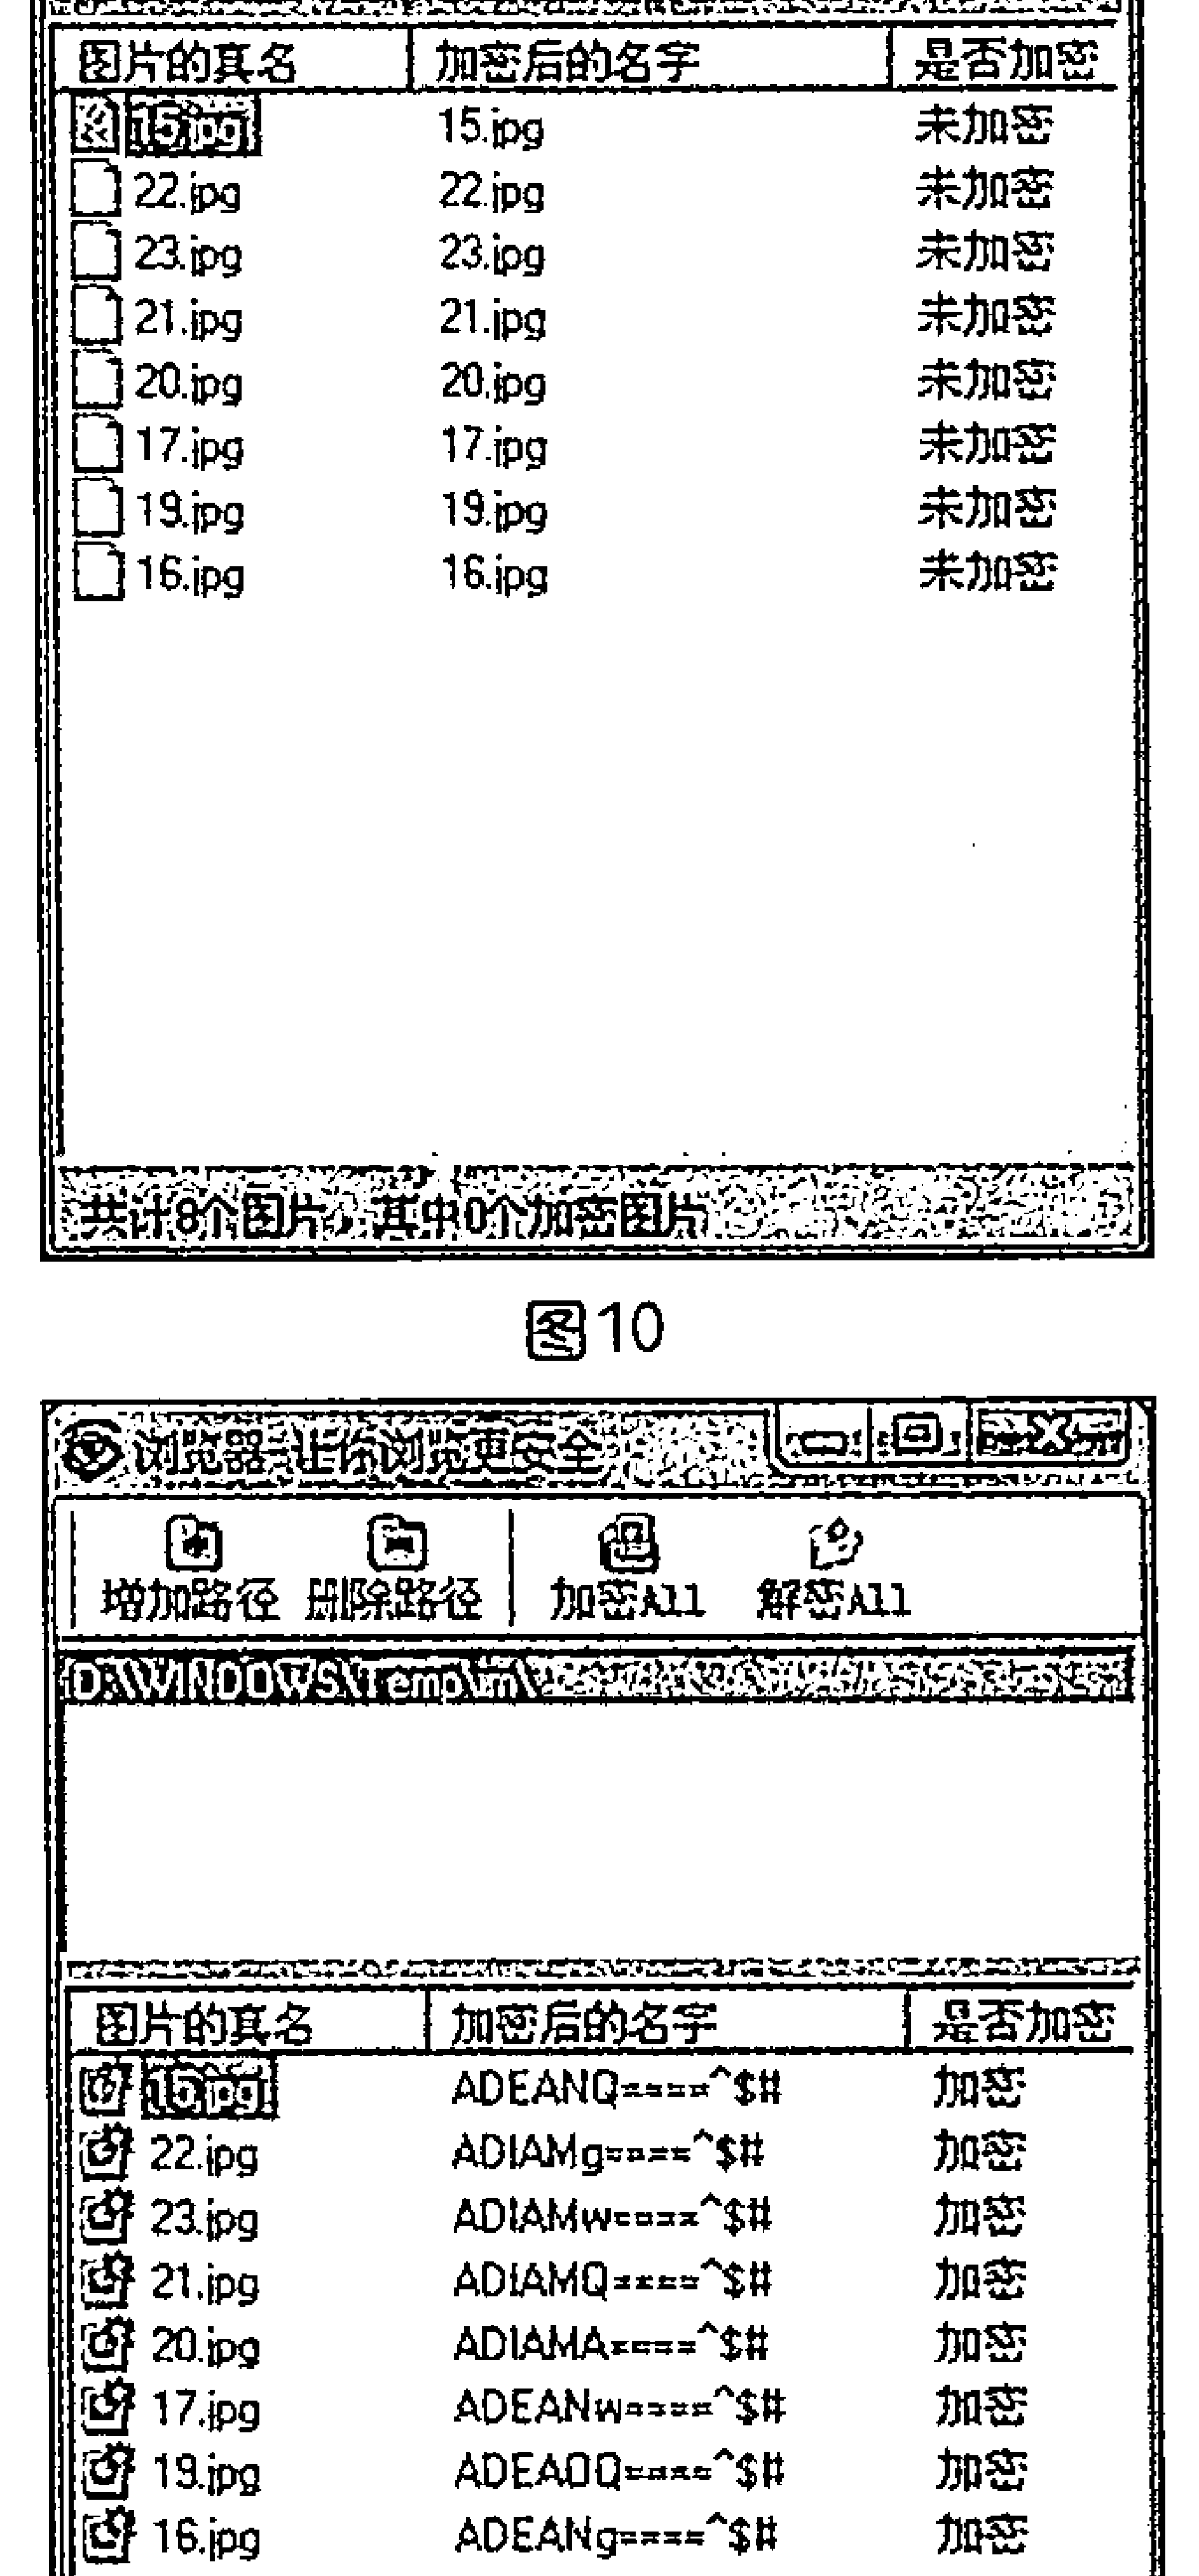 图片的真名 加密后的名字 是否加密
15.jpg 15.jpg 未加密
22.jpg 22.jpg 未加密
23.jpg 23.jpg 未加密
21.jpg 21.jpg 未加密
20.jpg 20.jpg 未加密
17.jpg 17.jpg 未加密
19.jpg 19.jpg 未加密
16.jpg 16.jpg 未加密
共计8个图片，其中0个加密图片
图10
浏览器 让你浏览更安全
增加路径 删除路径 加密All 解密All
D:\WINDOWS\Temp\m\
图片的真名 加密后的名字 是否加密
15.jpg ADEANQ====^$# 加密
22.jpg ADIAMg====^$# 加密
23.jpg ADIAMw====^$# 加密
21.jpg ADIAMQ====^$# 加密
20.jpg ADIAMA====^$# 加密
17.jpg ADEANw====^$# 加密
19.jpg ADEAOQ====^$# 加密
16.jpg ADEANg====^$# 加密